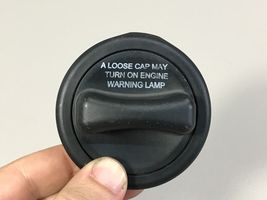 A LOOSE CAP MAY
TURN ON ENGINE
WARNING LAMP